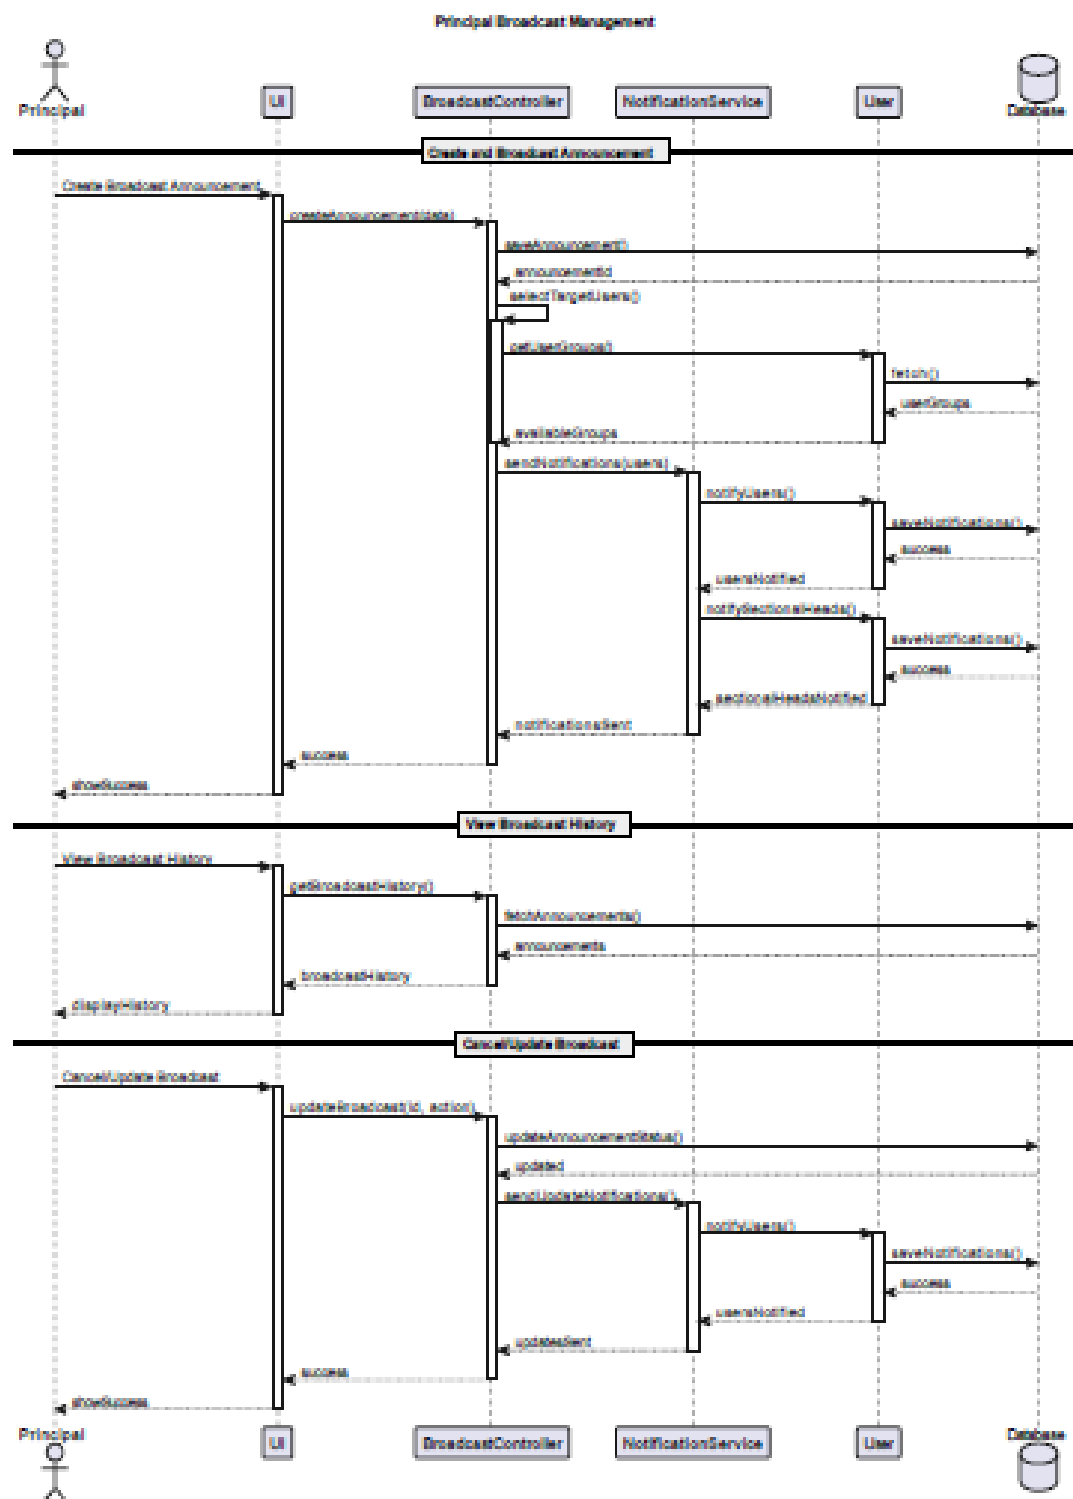 Principal Broadcast Management
Principal
UI
BroadcastController
NotificationService
User
Database
Create and Broadcast Announcement
Create Broadcast Announcement
createAnnouncement(data)
saveAnnouncement()
announcementId
selectTargetUsers()
getUserGroups()
fetch()
userGroups
availableGroups
sendNotifications(users)
notifyUsers()
saveNotifications()
success
usersNotified
notifySectionalHeads()
saveNotifications()
success
sectionalHeadsNotified
notificationsSent
success
showSuccess
View Broadcast History
View Broadcast History
getBroadcastHistory()
fetchAnnouncements()
announcements
broadcastHistory
displayHistory
Cancel/Update Broadcast
Cancel/Update Broadcast
updateBroadcast(id, action)
updateAnnouncementStatus()
updated
sendUpdateNotifications()
notifyUsers()
saveNotifications()
success
usersNotified
updatesSent
success
showSuccess
Principal
UI
BroadcastController
NotificationService
User
Database